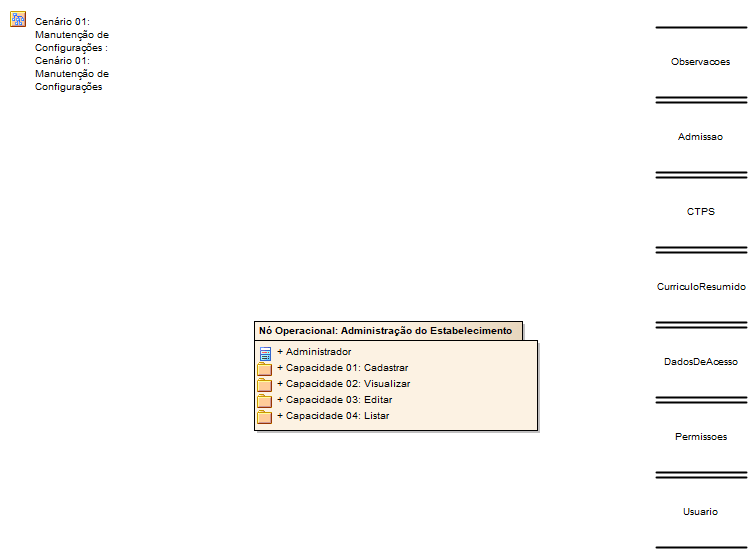 Cenário 01:
Manutenção de
Configurações :
Cenário 01:
Manutenção de
Configurações
Observacoes
Admissao
CTPS
CurriculoResumido
DadosDeAcesso
Permissoes
Usuario
Nó Operacional: Administração do Estabelecimento
+ Administrador
+ Capacidade 01: Cadastrar
+ Capacidade 02: Visualizar
+ Capacidade 03: Editar
+ Capacidade 04: Listar